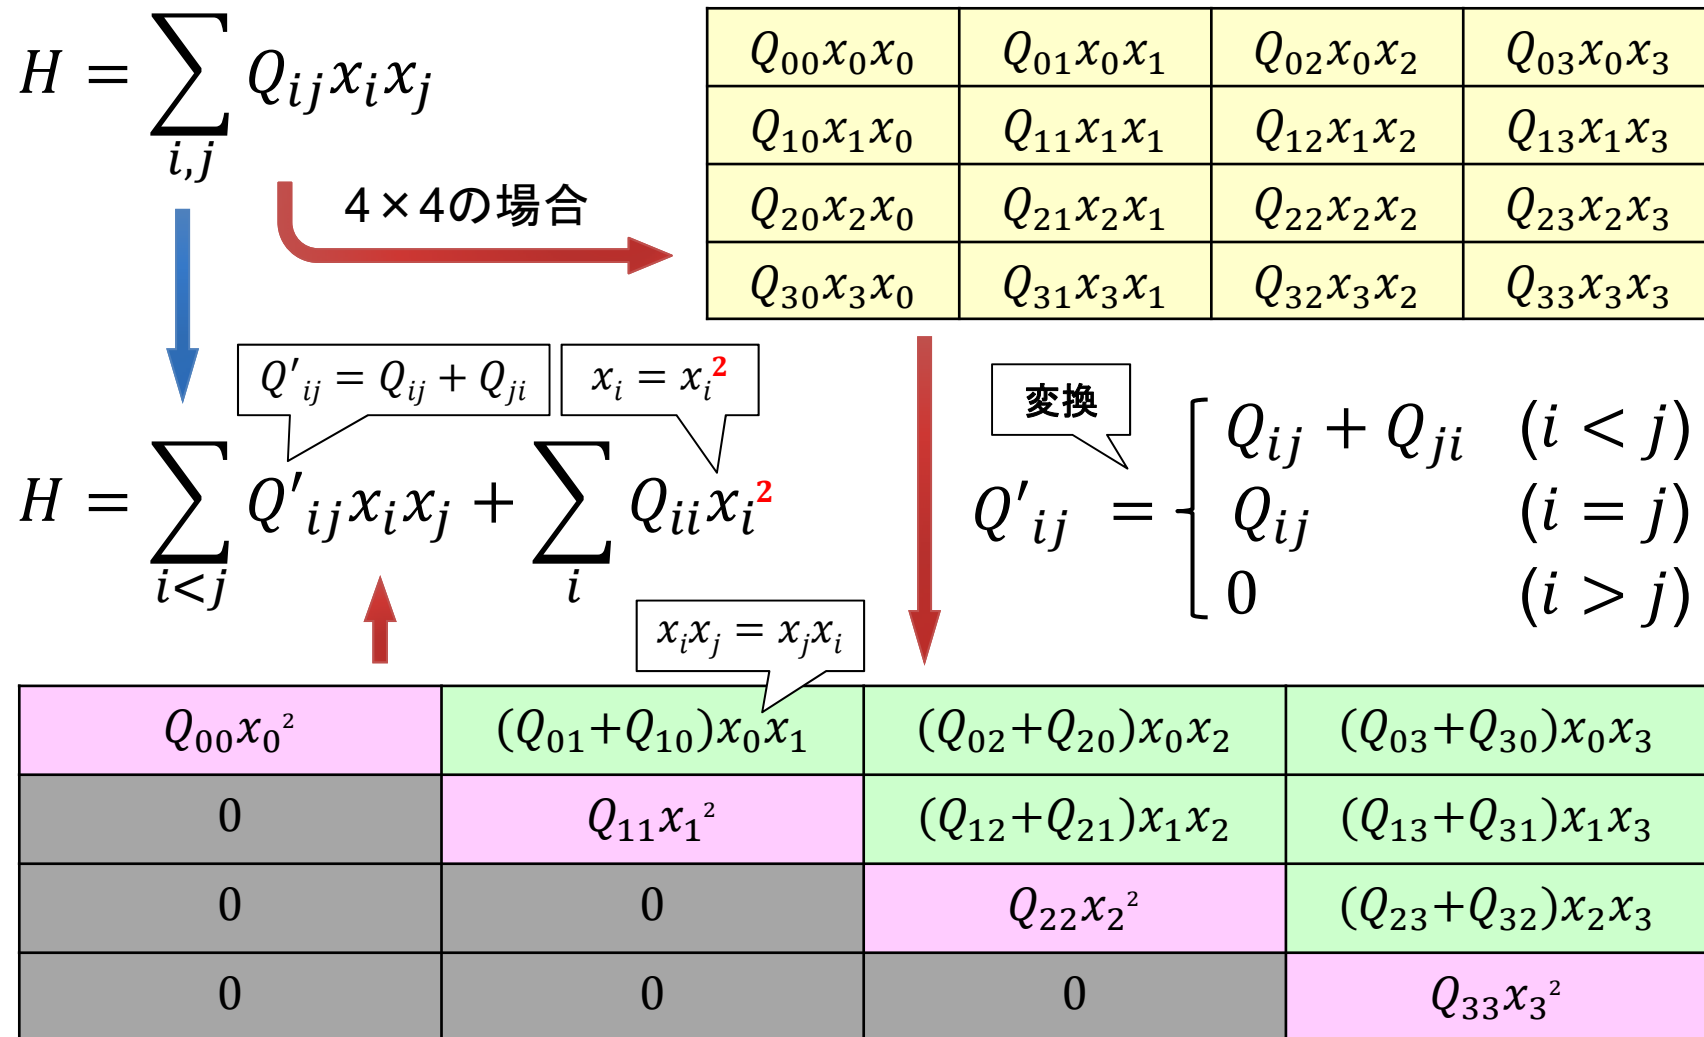 H = ∑_{i,j} Q_{ij}x_ix_j
4×4の場合
Q_{00}x_0x_0 Q_{01}x_0x_1 Q_{02}x_0x_2 Q_{03}x_0x_3
Q_{10}x_1x_0 Q_{11}x_1x_1 Q_{12}x_1x_2 Q_{13}x_1x_3
Q_{20}x_2x_0 Q_{21}x_2x_1 Q_{22}x_2x_2 Q_{23}x_2x_3
Q_{30}x_3x_0 Q_{31}x_3x_1 Q_{32}x_3x_2 Q_{33}x_3x_3
Q'_{ij} = Q_{ij} + Q_{ji}
x_i = x_i^2
H = ∑_{i<j} Q'_{ij}x_ix_j + ∑_i Q_{ii}x_i^2
変換
Q'_{ij} = {
Q_{ij} + Q_{ji} (i < j)
Q_{ij} (i = j)
0 (i > j)
x_ix_j = x_jx_i
Q_{00}x_0^2 (Q_{01}+Q_{10})x_0x_1 (Q_{02}+Q_{20})x_0x_2 (Q_{03}+Q_{30})x_0x_3
0 Q_{11}x_1^2 (Q_{12}+Q_{21})x_1x_2 (Q_{13}+Q_{31})x_1x_3
0 0 Q_{22}x_2^2 (Q_{23}+Q_{32})x_2x_3
0 0 0 Q_{33}x_3^2